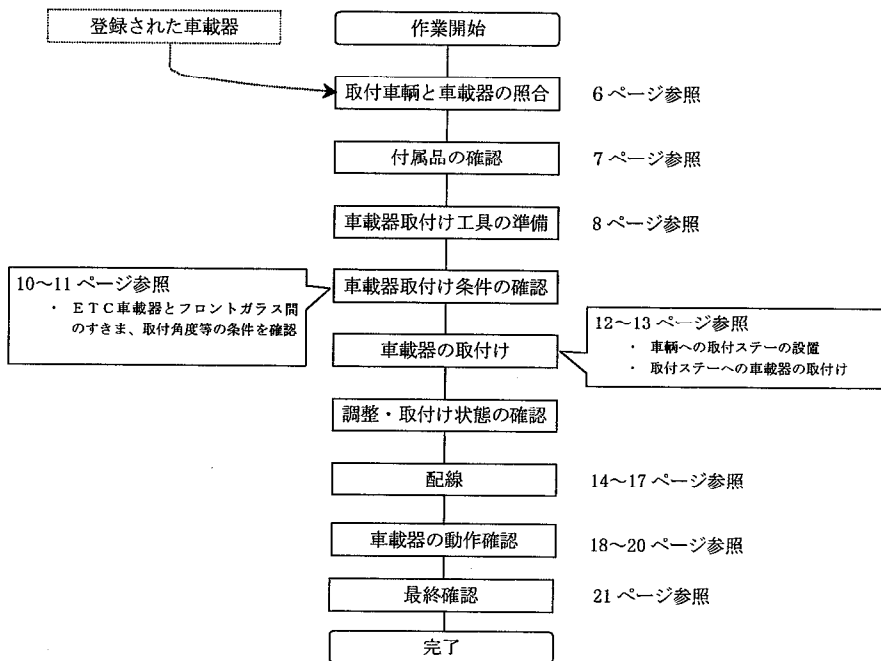 登録された車載器
作業開始
取付車輌と車載器の照合
6 ページ参照
付属品の確認
7 ページ参照
車載器取付け工具の準備
8 ページ参照
10～11 ページ参照
・ ＥＴＣ車載器とフロントガラス間
のすきま、取付角度等の条件を確認
車載器取付け条件の確認
車載器の取付け
12～13 ページ参照
・ 車輌への取付ステーの設置
・ 取付ステーへの車載器の取付け
調整・取付け状態の確認
配線
14～17 ページ参照
車載器の動作確認
18～20 ページ参照
最終確認
21 ページ参照
完了